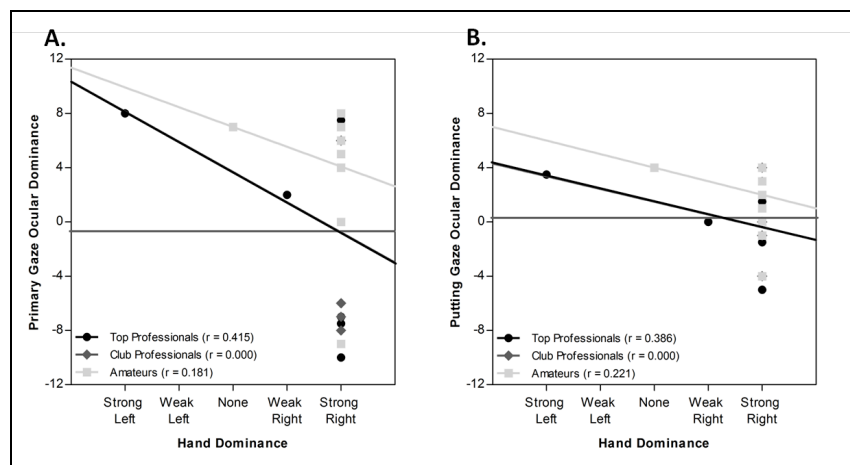 A.
12
8
4
0
-4
-8
-12
Primary Gaze Ocular Dominance
Top Professionals (r = 0.415)
Club Professionals (r = 0.000)
Amateurs (r = 0.181)
Strong Left
Weak Left
None
Weak Right
Strong Right
Hand Dominance
B.
12
8
4
0
-4
-8
-12
Putting Gaze Ocular Dominance
Top Professionals (r = 0.386)
Club Professionals (r = 0.000)
Amateurs (r = 0.221)
Strong Left
Weak Left
None
Weak Right
Strong Right
Hand Dominance